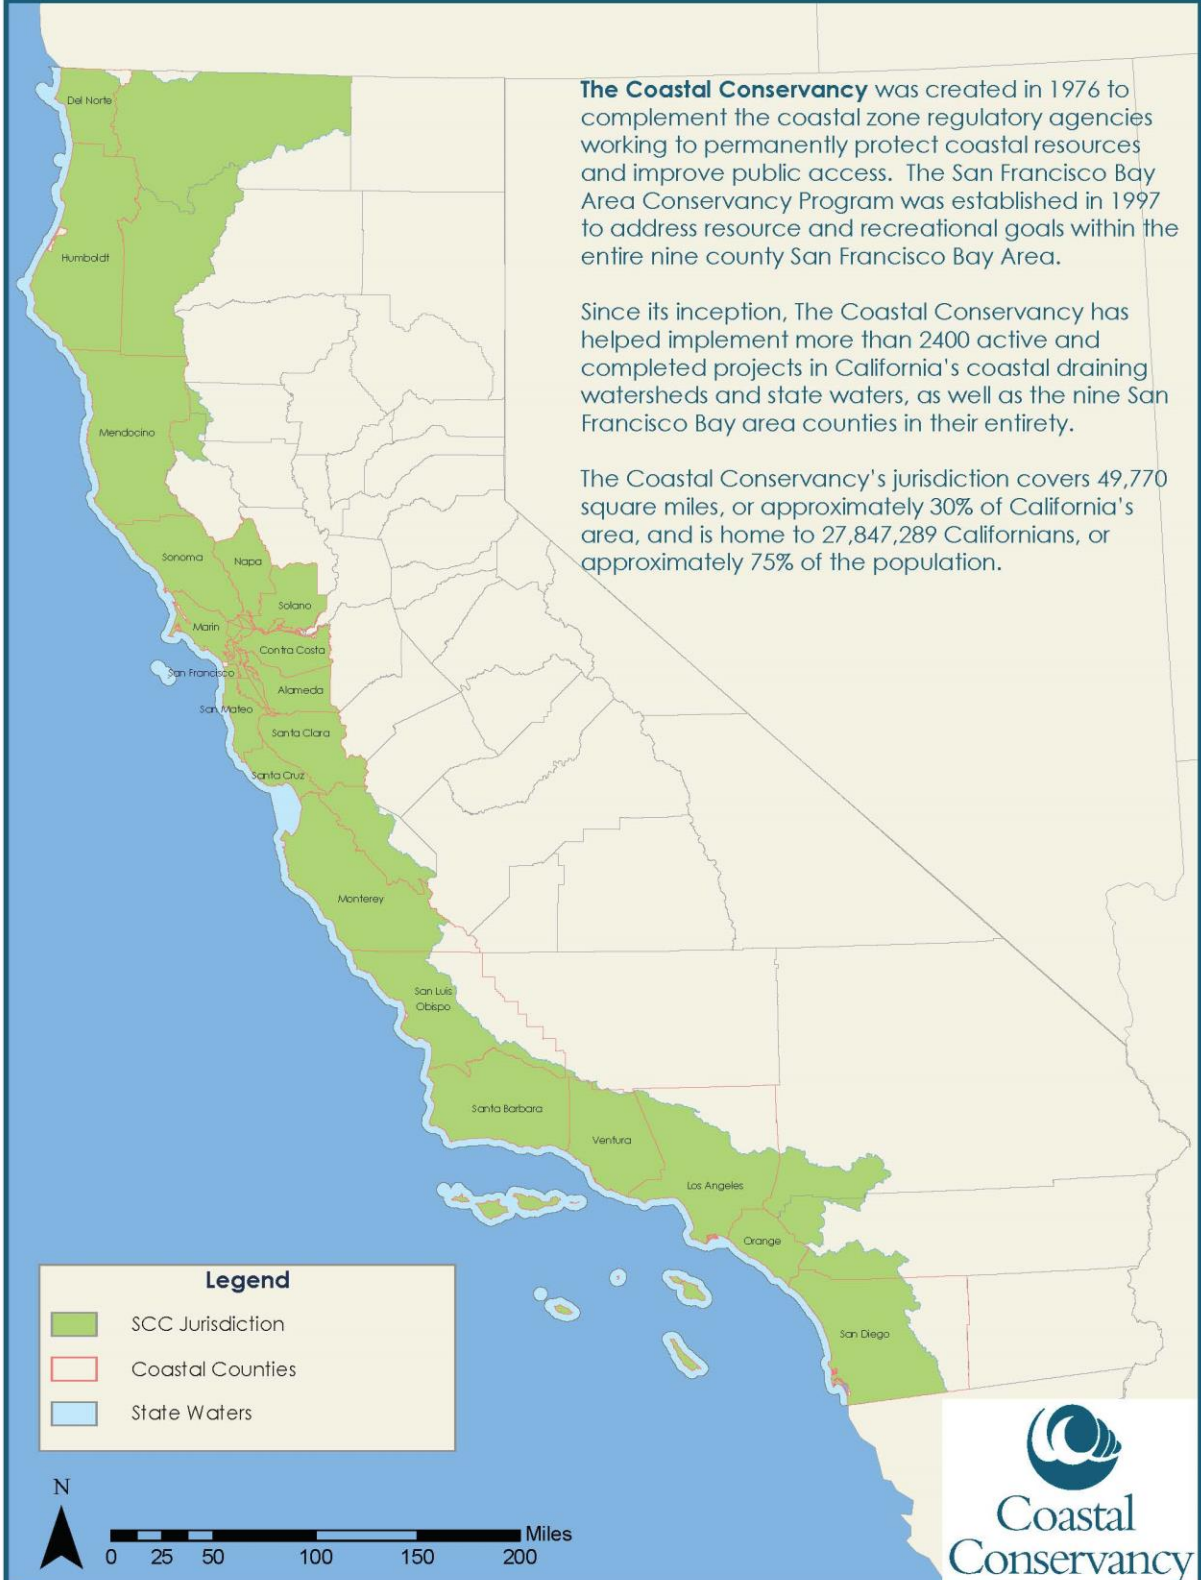 The Coastal Conservancy was created in 1976 to
complement the coastal zone regulatory agencies
working to permanently protect coastal resources
and improve public access. The San Francisco Bay
Area Conservancy Program was established in 1997
to address resource and recreational goals within the
entire nine county San Francisco Bay Area.
Since its inception, The Coastal Conservancy has
helped implement more than 2400 active and
completed projects in California's coastal draining
watersheds and state waters, as well as the nine San
Francisco Bay area counties in their entirety.
The Coastal Conservancy's jurisdiction covers 49,770
square miles, or approximately 30% of California's
area, and is home to 27,847,289 Californians, or
approximately 75% of the population.
Del Norte
Humboldt
Mendocino
Sonoma
Napa
Solano
Marin
Contra Costa
San Francisco
Alameda
San Mateo
Santa Clara
Santa Cruz
Monterey
San Luis
Obispo
Santa Barbara
Ventura
Los Angeles
Orange
San Diego
Legend
SCC Jurisdiction
Coastal Counties
State Waters
N
Miles
0 25 50 100 150 200
Coastal
Conservancy